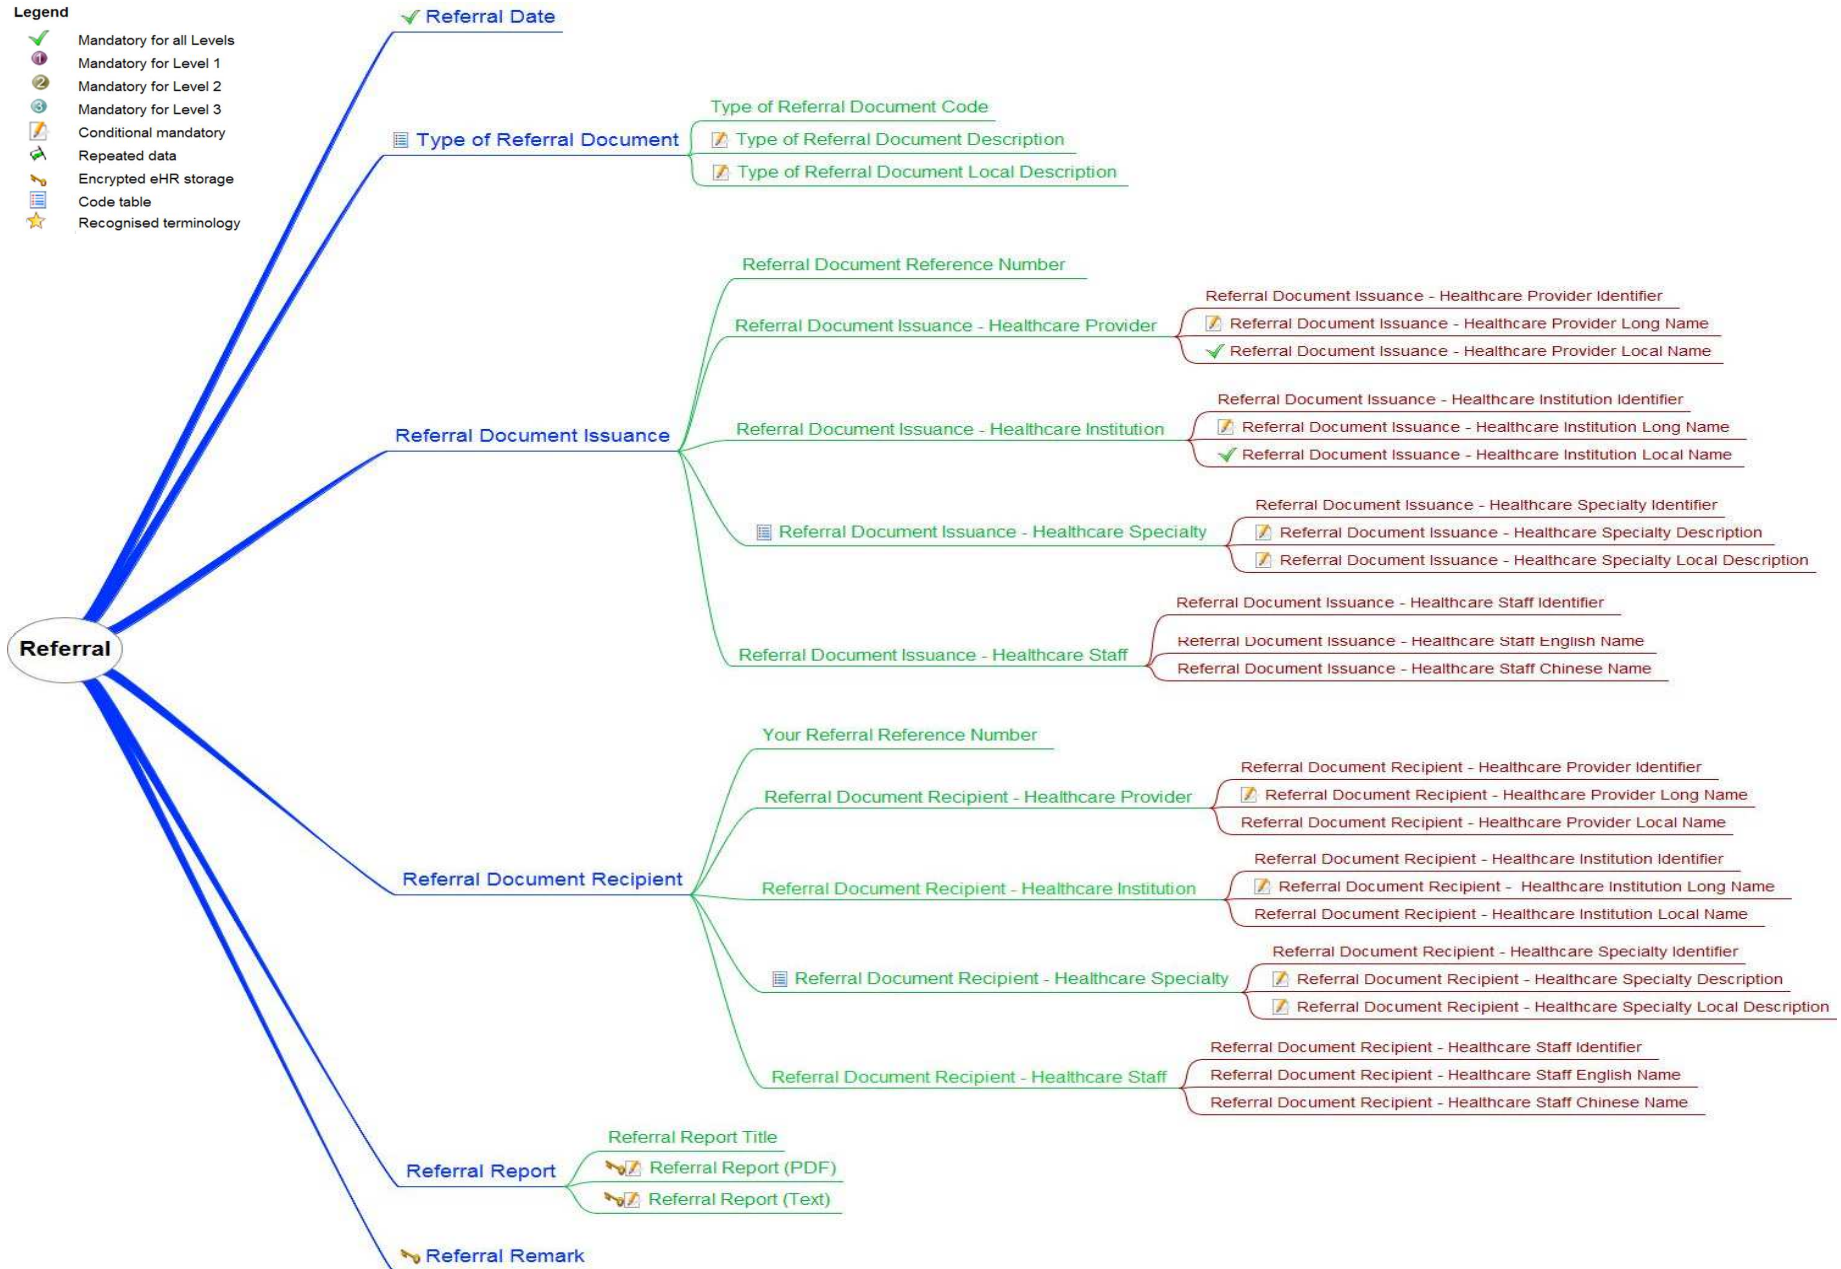 Legend
Mandatory for all Levels
1 Mandatory for Level 1
2 Mandatory for Level 2
3 Mandatory for Level 3
Conditional mandatory
Repeated data
Encrypted eHR storage
Code table
Recognised terminology
Referral
Referral Date
Type of Referral Document
Type of Referral Document Code
Type of Referral Document Description
Type of Referral Document Local Description
Referral Document Issuance
Referral Document Reference Number
Referral Document Issuance - Healthcare Provider
Referral Document Issuance - Healthcare Provider Identifier
Referral Document Issuance - Healthcare Provider Long Name
Referral Document Issuance - Healthcare Provider Local Name
Referral Document Issuance - Healthcare Institution
Referral Document Issuance - Healthcare Institution Identifier
Referral Document Issuance - Healthcare Institution Long Name
Referral Document Issuance - Healthcare Institution Local Name
Referral Document Issuance - Healthcare Specialty
Referral Document Issuance - Healthcare Specialty Identifier
Referral Document Issuance - Healthcare Specialty Description
Referral Document Issuance - Healthcare Specialty Local Description
Referral Document Issuance - Healthcare Staff
Referral Document Issuance - Healthcare Staff Identifier
Referral Document Issuance - Healthcare Staff English Name
Referral Document Issuance - Healthcare Staff Chinese Name
Referral Document Recipient
Your Referral Reference Number
Referral Document Recipient - Healthcare Provider
Referral Document Recipient - Healthcare Provider Identifier
Referral Document Recipient - Healthcare Provider Long Name
Referral Document Recipient - Healthcare Provider Local Name
Referral Document Recipient - Healthcare Institution
Referral Document Recipient - Healthcare Institution Identifier
Referral Document Recipient - Healthcare Institution Long Name
Referral Document Recipient - Healthcare Institution Local Name
Referral Document Recipient - Healthcare Specialty
Referral Document Recipient - Healthcare Specialty Identifier
Referral Document Recipient - Healthcare Specialty Description
Referral Document Recipient - Healthcare Specialty Local Description
Referral Document Recipient - Healthcare Staff
Referral Document Recipient - Healthcare Staff Identifier
Referral Document Recipient - Healthcare Staff English Name
Referral Document Recipient - Healthcare Staff Chinese Name
Referral Report
Referral Report Title
Referral Report (PDF)
Referral Report (Text)
Referral Remark